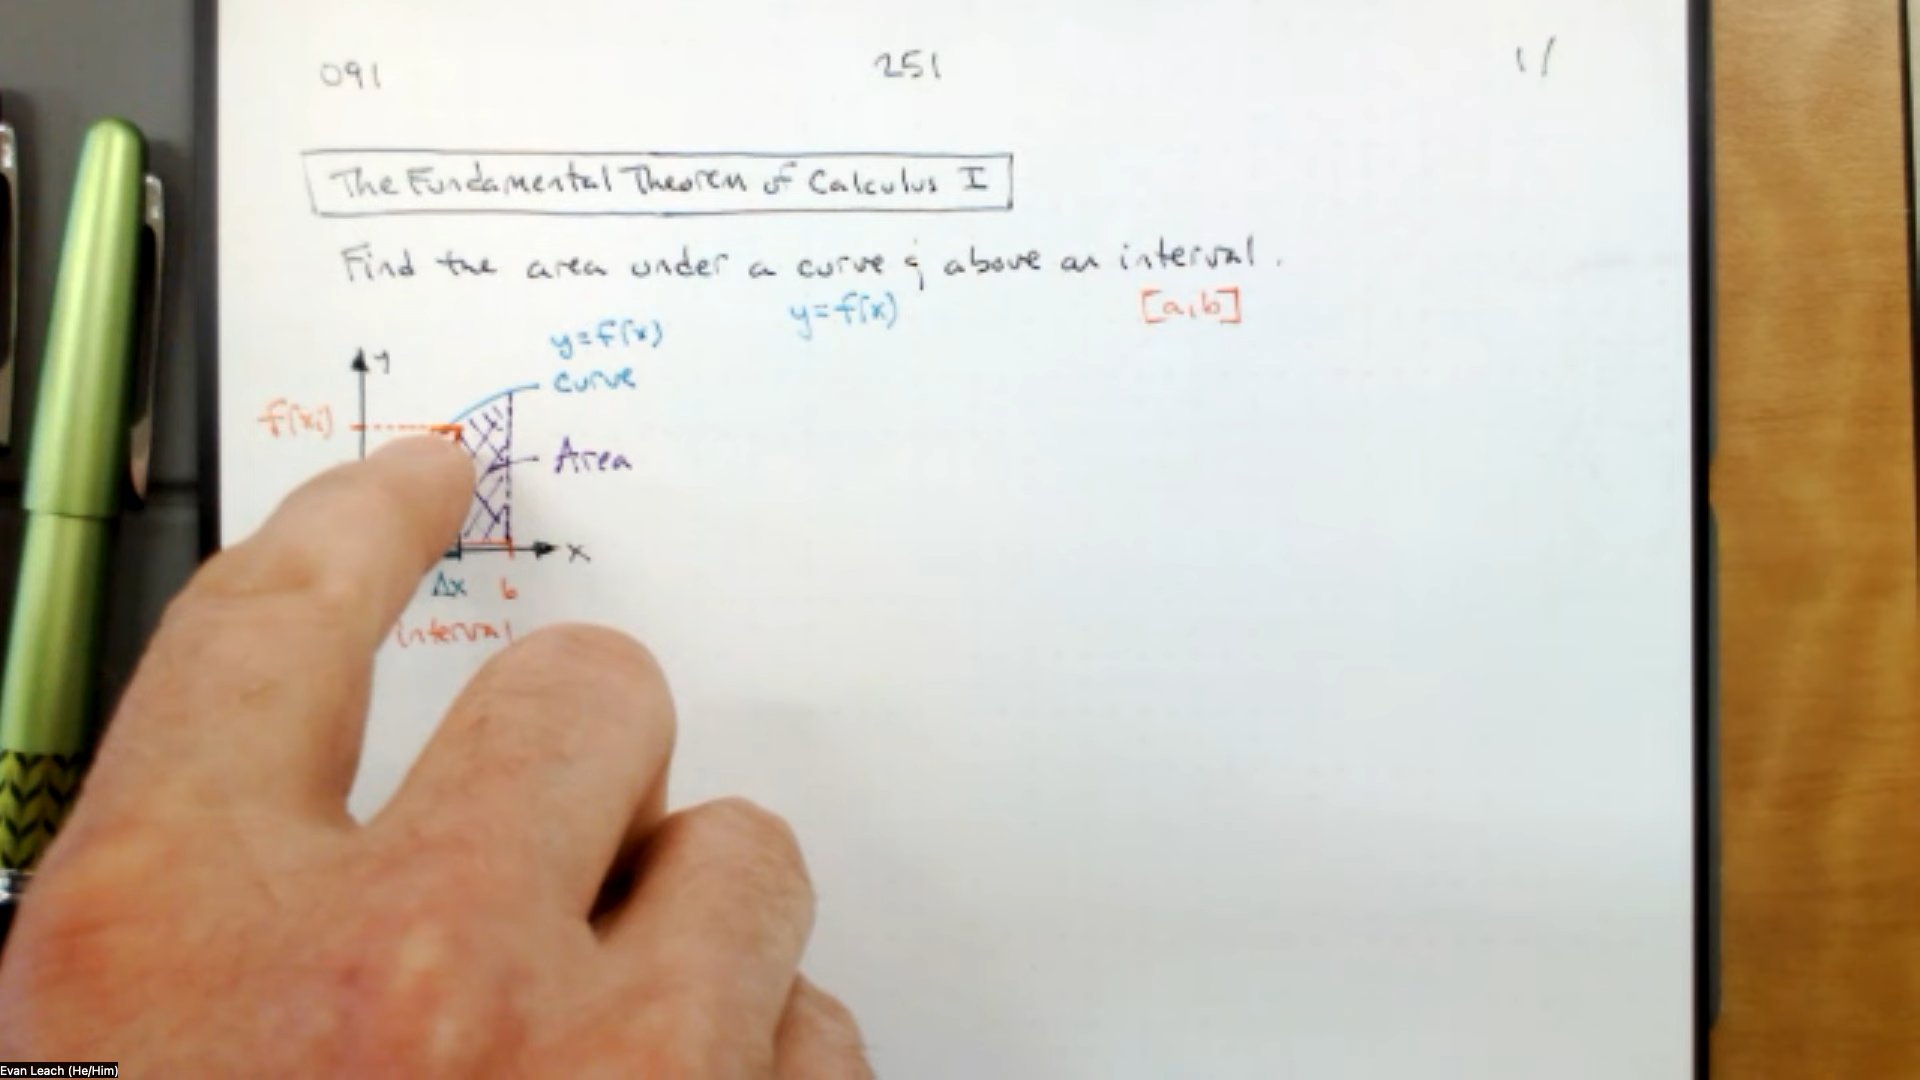 091 251 1/
The Fundamental Theorem of Calculus I
Find the area under a curve & above an interval.
y=f(x) [a,b]
y=f(x)
y
curve
f(xi)
Area
x
Δx b
interval
Evan Leach (He/Him)